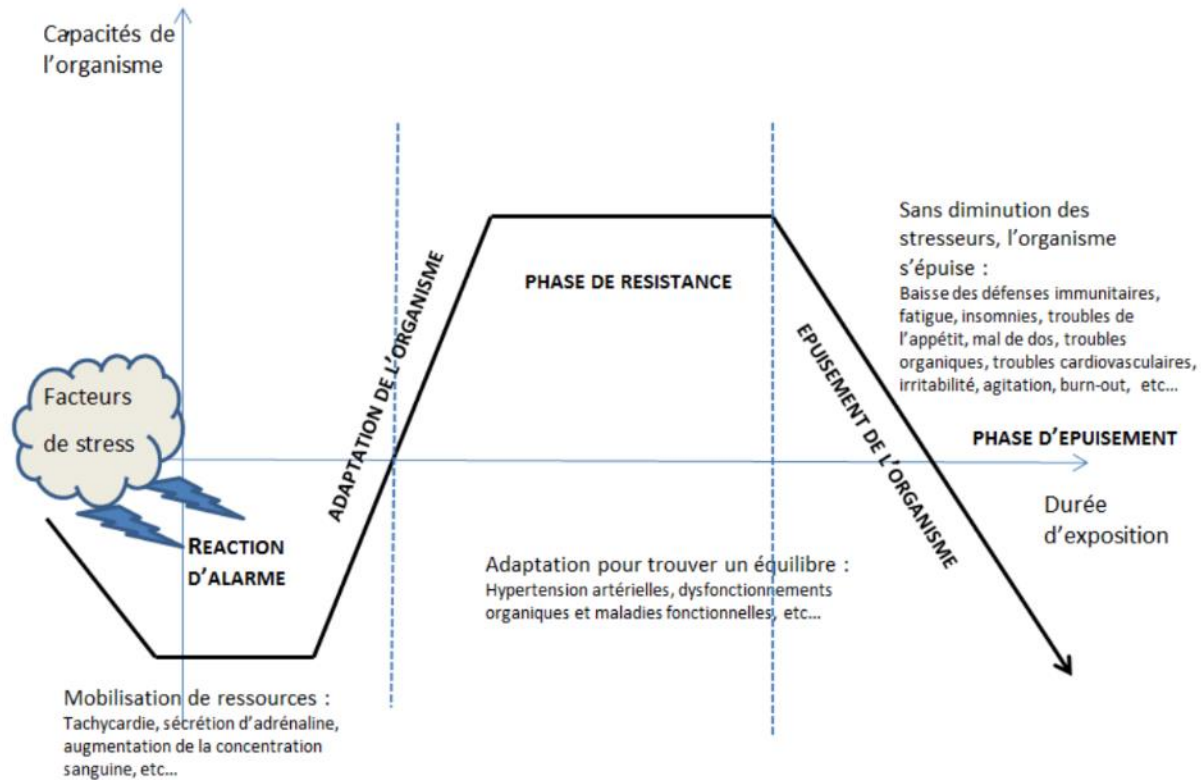 Capacités de
l'organisme
Facteurs
de stress
REACTION
D'ALARME
Mobilisation de ressources :
Tachycardie, sécrétion d'adrénaline,
augmentation de la concentration
sanguine, etc...
ADAPTATION DE L'ORGANISME
PHASE DE RESISTANCE
Adaptation pour trouver un équilibre :
Hypertension artérielles, dysfonctionnements
organiques et maladies fonctionnelles, etc...
EPUISEMENT DE L'ORGANISME
Sans diminution des
stresseurs, l'organisme
s'épuise :
Baisse des défenses immunitaires,
fatigue, insomnies, troubles de
l'appétit, mal de dos, troubles
organiques, troubles cardiovasculaires,
irritabilité, agitation, burn-out, etc...
PHASE D'EPUISEMENT
Durée
d'exposition